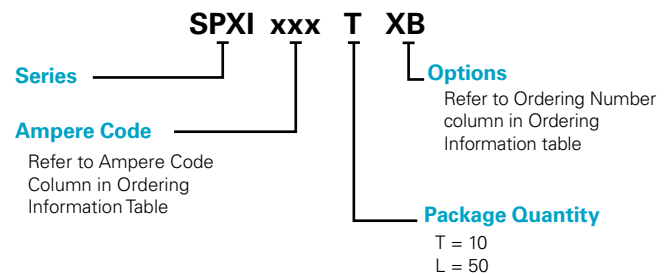 SPXI xxx T XB
Series
Ampere Code
Refer to Ampere Code
Column in Ordering
Information Table
Options
Refer to Ordering Number
column in Ordering
Information table
Package Quantity
T = 10
L = 50